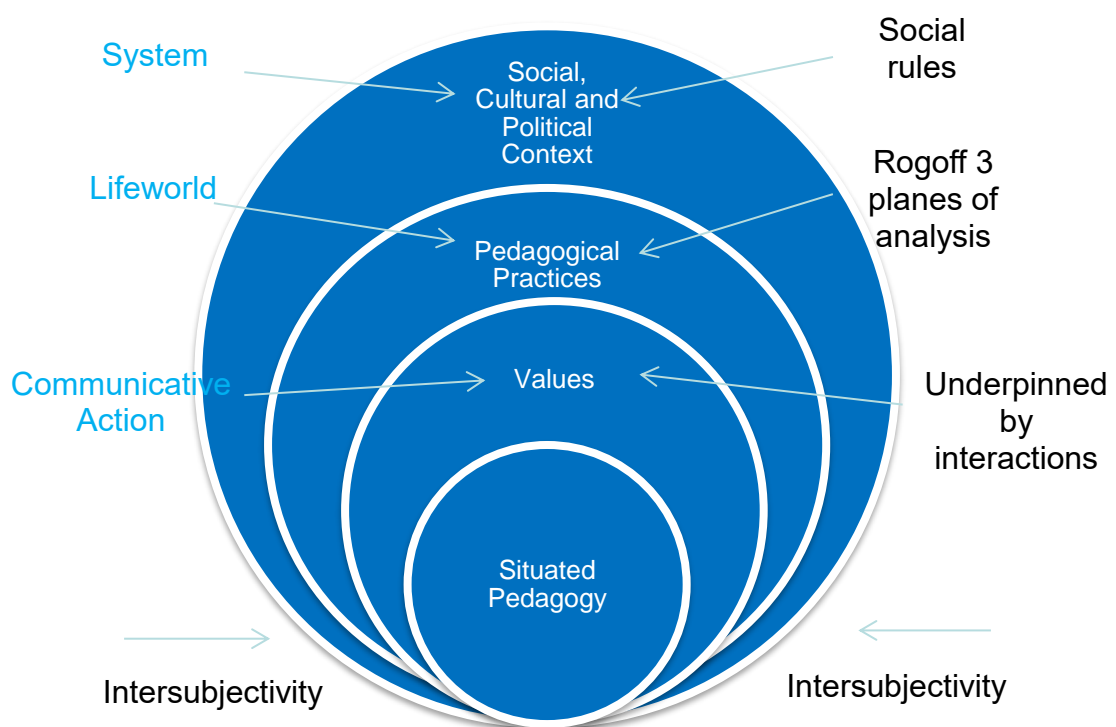 System
Social
rules
Social,
Cultural and
Political
Context
Lifeworld
Rogoff 3
planes of
analysis
Pedagogical
Practices
Communicative
Action
Values
Underpinned
by
interactions
Situated
Pedagogy
Intersubjectivity
Intersubjectivity